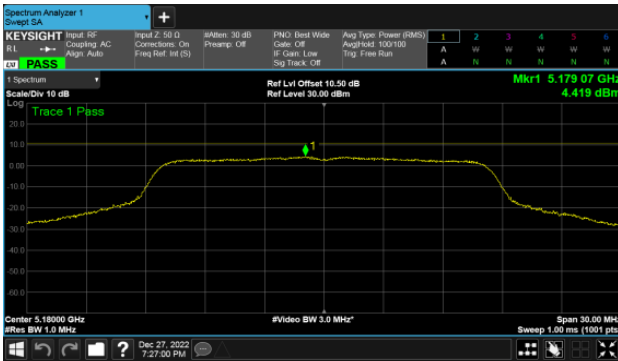 Spectrum Analyzer 1
Swept SA
+
KEYSIGHT Input: RF Input Z: 50 Ω #Atten: 30 dB PNO: Best Wide Avg Type: Power (RMS) 1 2 3 4 5 6
RL Coupling: AC Corrections: On Preamp: Off Gate: Off Avg|Hold: 100/100 A W W W W W
Align: Auto Freq Ref: Int (S) IF Gain: Low Trig: Free Run
LXI PASS Sig Track: Off A N N N N N
1 Spectrum Ref Lvl Offset 10.50 dB Mkr1 5.179 07 GHz
Scale/Div 10 dB Ref Level 30.00 dBm 4.419 dBm
Log
Trace 1 Pass
20.0
10.0
1
0.00
-10.0
-20.0
-30.0
-40.0
-50.0
-60.0
Center 5.18000 GHz #Video BW 3.0 MHz* Span 30.00 MHz
#Res BW 1.0 MHz Sweep 1.00 ms (1001 pts)
? Dec 27, 2022
7:27:00 PM